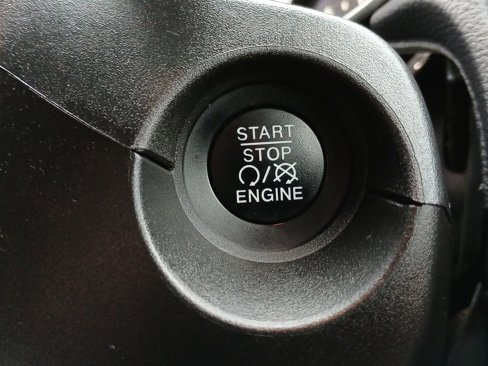 START
STOP
/
ENGINE